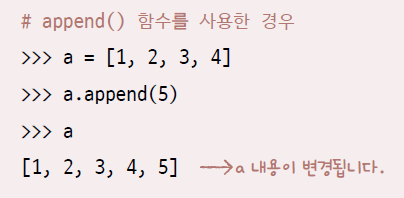 # append() 함수를 사용한 경우
>>> a = [1, 2, 3, 4]
>>> a.append(5)
>>> a
[1, 2, 3, 4, 5] → a 내용이 변경됩니다.